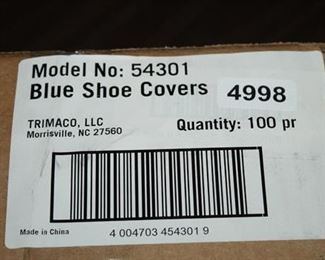 Model No: 54301
Blue Shoe Covers 4998
TRIMACO, LLC
Morrisville, NC 27560
Quantity: 100 pr
Made in China
4 004703 454301 9